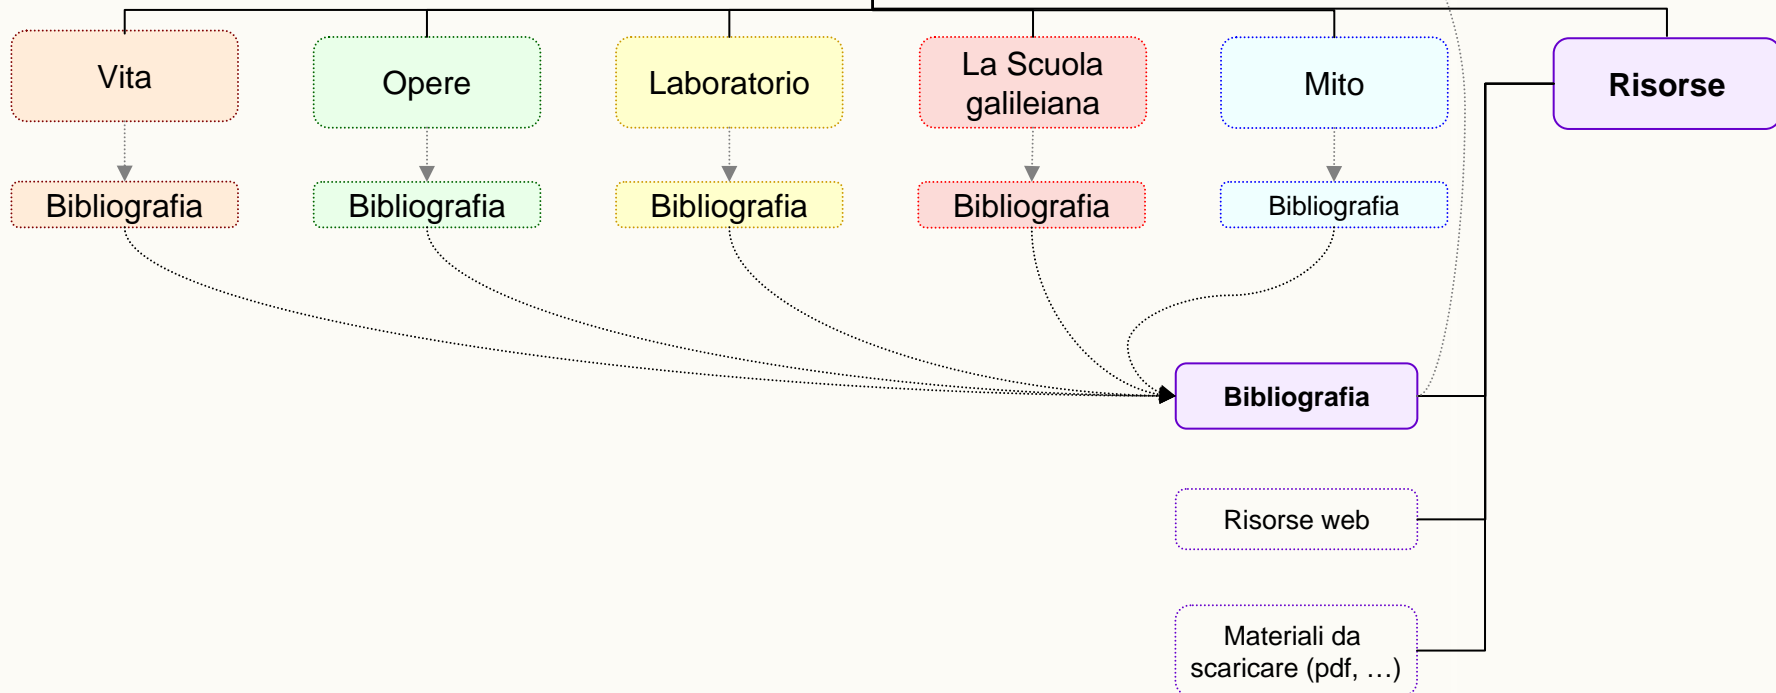 Vita
Opere
Laboratorio
La Scuola
galileiana
Mito
Risorse
Bibliografia
Bibliografia
Bibliografia
Bibliografia
Bibliografia
Bibliografia
Risorse web
Materiali da
scaricare (pdf, …)